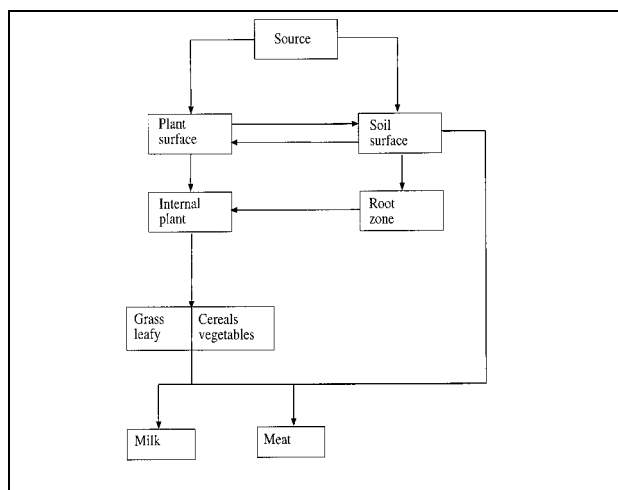 Source
Plant
surface
Soil
surface
Internal
plant
Root
zone
Grass
leafy
Cereals
vegetables
Milk
Meat